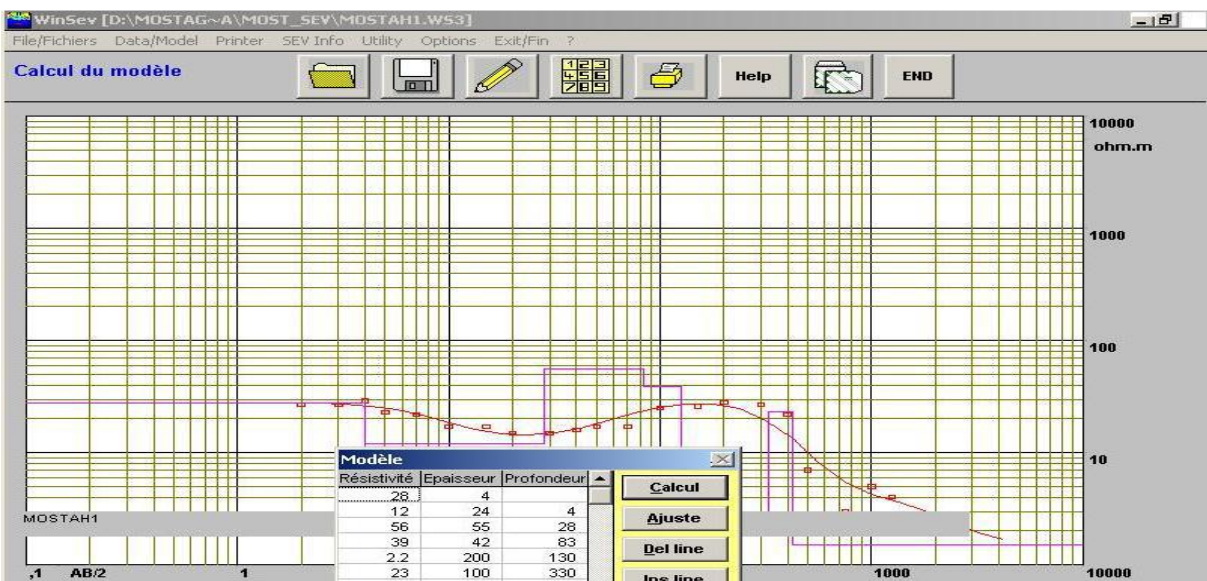 WinSev [D:\MOSTAG~A\MOST_SEV\MOSTAH1.WS3]
File/Fichiers Data/Model Printer SEV Info Utility Options Exit/Fin ?
Calcul du modèle
123
456
789
Help
END
10000
ohm.m
1000
100
10
Modèle
Résistivité Epaisseur Profondeur
28 4
12 24 4
56 55 28
39 42 83
2.2 200 130
23 100 330
Calcul
Ajuste
Del line
Ins line
MOSTAH1
,1 AB/2 1 1000 10000